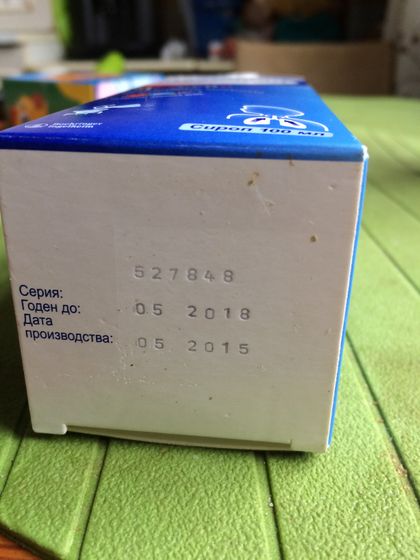 Сироп 100 мл
527848
Серия:
Годен до: 05 2018
Дата
производства: 05 2015